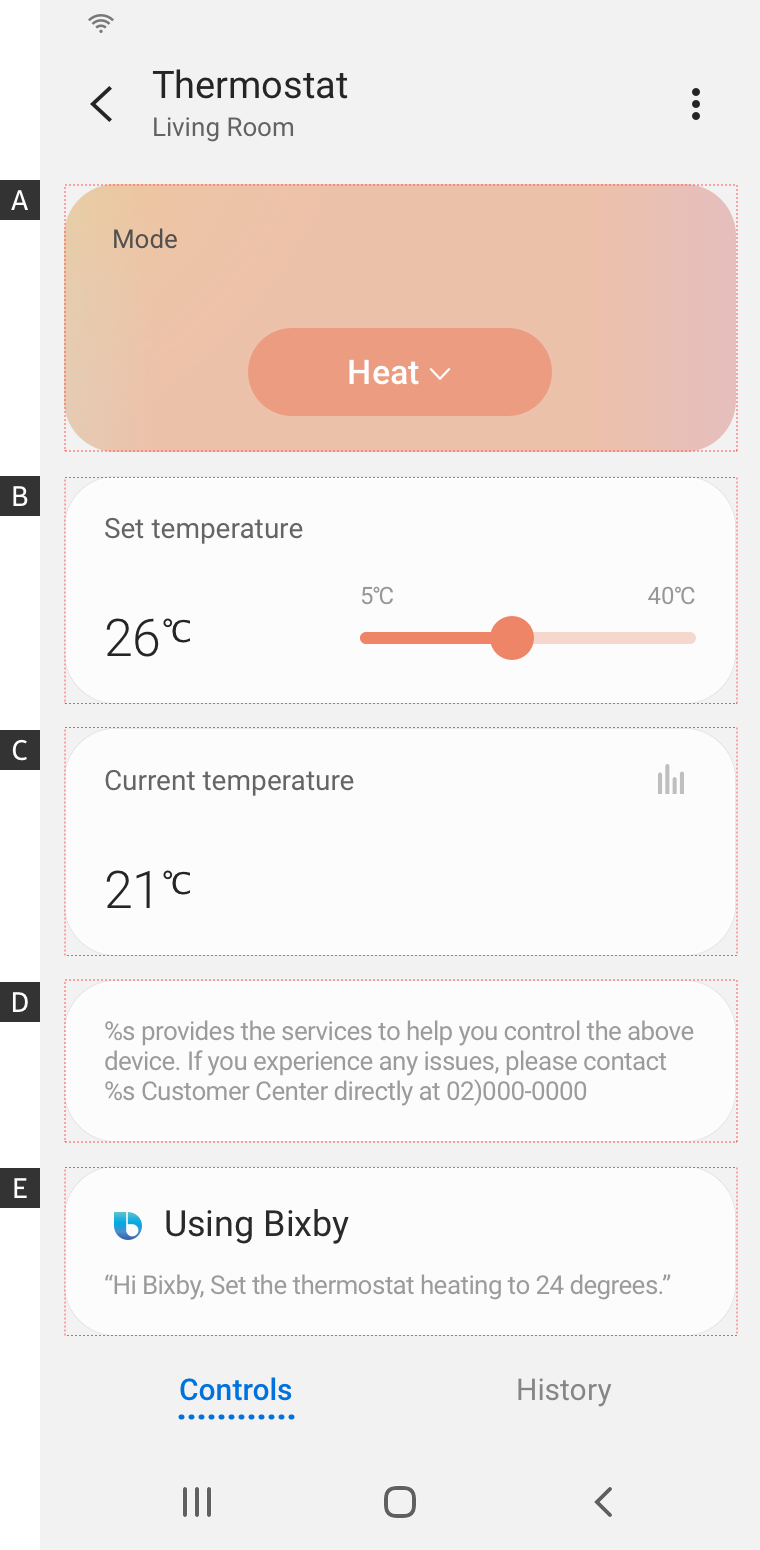 Thermostat
Living Room
A
Mode
Heat
B
Set temperature
5℃ 40℃
26℃
C
Current temperature
21℃
D
%s provides the services to help you control the above
device. If you experience any issues, please contact
%s Customer Center directly at 02)000-0000
E
Using Bixby
“Hi Bixby, Set the thermostat heating to 24 degrees.”
Controls History